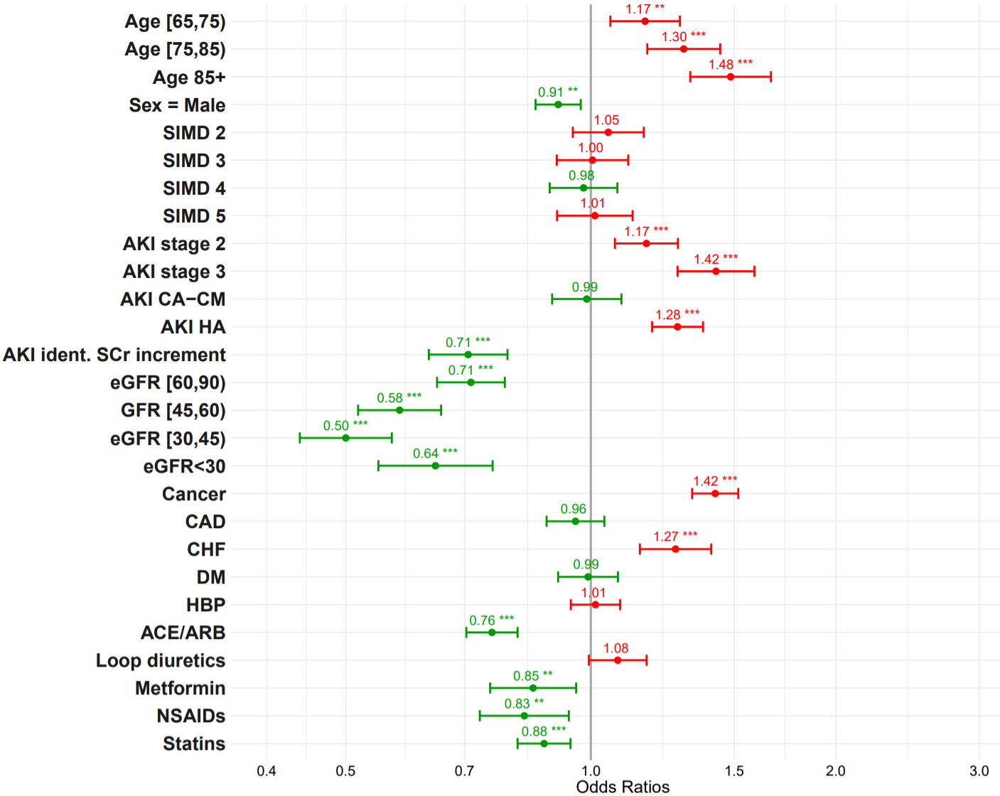 Age [65,75) 1.17 **
Age [75,85) 1.30 ***
Age 85+ 1.48 ***
Sex = Male 0.91 **
SIMD 2 1.05
SIMD 3 1.00
SIMD 4 0.98
SIMD 5 1.01
AKI stage 2 1.17 ***
AKI stage 3 1.42 ***
AKI CA−CM 0.99
AKI HA 1.28 ***
AKI ident. SCr increment 0.71 ***
eGFR [60,90) 0.71 ***
GFR [45,60) 0.58 ***
eGFR [30,45) 0.50 ***
eGFR<30 0.64 ***
Cancer 1.42 ***
CAD 0.96
CHF 1.27 ***
DM 0.99
HBP 1.01
ACE/ARB 0.76 ***
Loop diuretics 1.08
Metformin 0.85 **
NSAIDs 0.83 **
Statins 0.88 ***
0.4 0.5 0.7 1.0 1.5 2.0 3.0
Odds Ratios